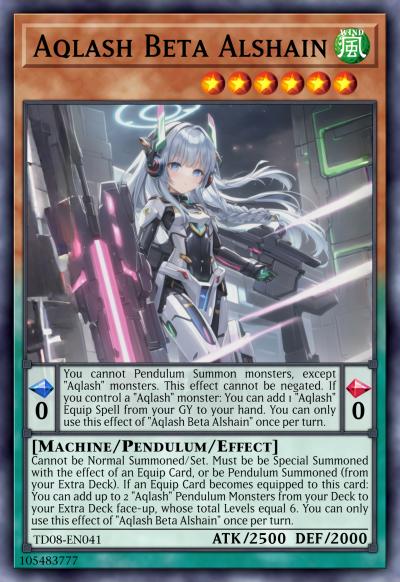 Aqlash Beta Alshain
WIND
風
You cannot Pendulum Summon monsters, except
"Aqlash" monsters. This effect cannot be negated. If
you control a "Aqlash" monster: You can add 1 "Aqlash"
Equip Spell from your GY to your hand. You can only
use this effect of "Aqlash Beta Alshain" once per turn.
0
0
[Machine/Pendulum/Effect]
Cannot be Normal Summoned/Set. Must be Special Summoned
with the effect of an Equip Card, or be Pendulum Summoned (from
your Extra Deck). If an Equip Card becomes equipped to this card:
You can add up to 2 "Aqlash" Pendulum Monsters from your Deck to
your Extra Deck face-up, whose total Levels equal 6. You can only
use this effect of "Aqlash Beta Alshain" once per turn.
TD08-EN041
ATK/2500 DEF/2000
105483777